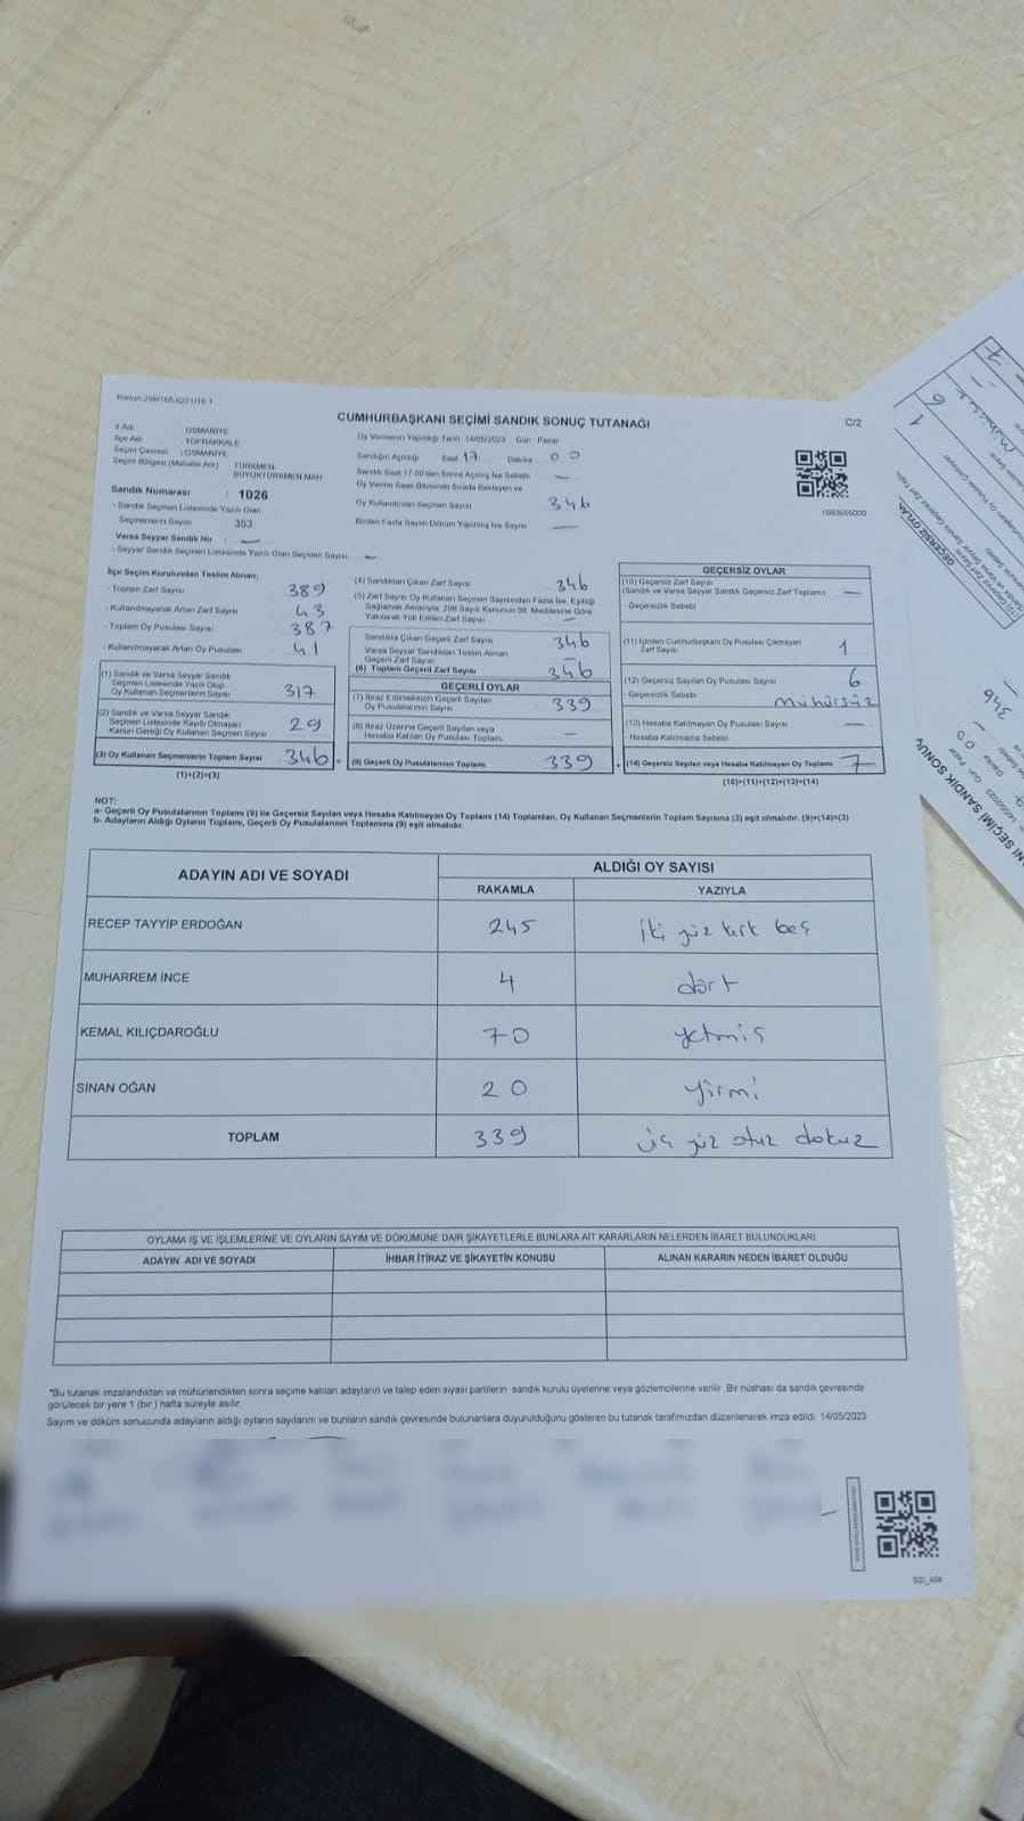 CUMHURBAŞKANI SEÇİMİ SANDIK SONUÇ TUTANAĞI
C/2
İl Adı : OSMANİYE
İlçe Adı : TOPRAKKALE
Seçim Çevresi : OSMANİYE
Seçim Bölgesi (Mahalle Adı) : TÜRKMEN
BÜYÜKTÜRKMEN MAH
Sandık Numarası : 1026
- Sandık Seçmen Listesinde Yazılı Olan
Seçmenlerin Sayısı : 353
Varsa Seyyar Sandık No : —
- Seyyar Sandık Seçmen Listesinde Yazılı Olan Seçmen Sayısı : —
Oy Vermenin Yapıldığı Tarih 14/05/2023 Gün Pazar
Sandığın Açıldığı Saat 17 Dakika 00
Sandık Saat 17.00'den Sonra Açılmış İse Sebebi —
Oy Verme Saati Bitiminde Sırada Bekleyen ve
Oy Kullandırılan Seçmen Sayısı 346
Birden Fazla Sayım Döküm Yapılmış İse Sayısı —
İlçe Seçim Kurulundan Teslim Alınan;
- Toplam Zarf Sayısı 389
- Kullanılmayarak Artan Zarf Sayısı 43
- Toplam Oy Pusulası Sayısı 387
- Kullanılmayarak Artan Oy Pusulası 41
(1) Sandık ve Varsa Seyyar Sandık
Seçmen Listesinde Yazılı Olup
Oy Kullanan Seçmenlerin Sayısı 317
(2) Sandık ve Varsa Seyyar Sandık
Seçmen Listesinde Kayıtlı Olmayıp
Kanun Gereği Oy Kullanan Seçmen Sayısı 29
(3) Oy Kullanan Seçmenlerin Toplam Sayısı 346
(1)+(2)=(3)
(4) Sandıktan Çıkan Zarf Sayısı 346
(5) Zarf Sayısı Oy Kullanan Seçmen Sayısından Fazla İse, Eşitliği
Sağlamak Amacıyla, 298 Sayılı Kanunun 98. Maddesine Göre
Yakılarak Yok Edilen Zarf Sayısı —
Sandıkta Çıkan Geçerli Zarf Sayısı 346
Varsa Seyyar Sandıktan Teslim Alınan
Geçerli Zarf Sayısı —
(6) Toplam Geçerli Zarf Sayısı 346
GEÇERLİ OYLAR
(7) İtiraz Edilmeksizin Geçerli Sayılan
Oy Pusulalarının Sayısı 339
(8) İtiraz Üzerine Geçerli Sayılan veya
Hesaba Katılan Oy Pusulası Toplamı —
(9) Geçerli Oy Pusulalarının Toplamı 339
GEÇERSİZ OYLAR
(10) Geçersiz Zarf Sayısı
(Sandık ve Varsa Seyyar Sandık Geçersiz Zarf Toplamı) —
Geçersizlik Sebebi —
(11) İçinden Cumhurbaşkanı Oy Pusulası Çıkmayan
Zarf Sayısı 1
(12) Geçersiz Sayılan Oy Pusulası Sayısı 6
Geçersizlik Sebebi mühürsüz
(13) Hesaba Katılmayan Oy Pusulası Sayısı —
Hesaba Katılmama Sebebi
(14) Geçersiz Sayılan veya Hesaba Katılmayan Oy Toplamı 7
(10)+(11)+(12)+(13)=(14)
NOT:
a- Geçerli Oy Pusulalarının Toplamı (9) ile Geçersiz Sayılan veya Hesaba Katılmayan Oy Toplamı (14) Toplamları, Oy Kullanan Seçmenlerin Toplam Sayısına (3) eşit olmalıdır. (9)+(14)=(3)
b- Adayların Aldığı Oyların Toplamı, Geçerli Oy Pusulalarının Toplamına (9) eşit olmalıdır.
ADAYIN ADI VE SOYADI ALDIĞI OY SAYISI
RAKAMLA YAZIYLA
RECEP TAYYİP ERDOĞAN 245 iki yüz kırk beş
MUHARREM İNCE 4 dört
KEMAL KILIÇDAROĞLU 70 yetmiş
SİNAN OĞAN 20 yirmi
TOPLAM 339 üç yüz otuz dokuz
OYLAMA İŞ VE İŞLEMLERİNE VE OYLARIN SAYIM VE DÖKÜMÜNE DAİR ŞİKAYETLERLE BUNLARA AİT KARARLARIN NELERDEN İBARET BULUNDUKLARI
ADAYIN ADI VE SOYADI İHBAR İTİRAZ VE ŞİKAYETİN KONUSU ALINAN KARARIN NEDEN İBARET OLDUĞU
*Bu tutanak imzalandıktan ve mühürlendikten sonra seçime katılan adayların ve talep eden siyasi partilerin sandık kurulu üyelerine veya gözlemcilerine verilir. Bir nüshası da sandık çevresinde
görülecek bir yere 1 (bir) hafta süreyle asılır.
Sayım ve döküm sonucunda adayların aldığı oyların sayılarını ve bunların sandık çevresinde bulunanlara duyurulduğunu gösteren bu tutanak tarafımızdan düzenlenerek imza edildi. 14/05/2023